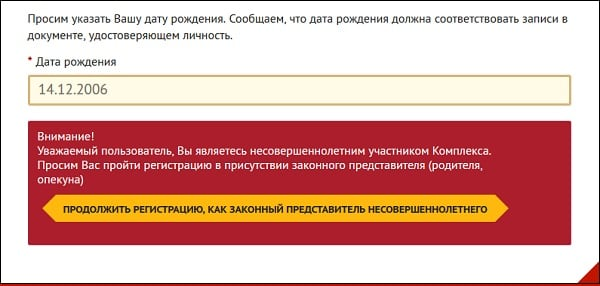 Просим указать Вашу дату рождения. Сообщаем, что дата рождения должна соответствовать записи в
документе, удостоверяющем личность.
* Дата рождения
14.12.2006
Внимание!
Уважаемый пользователь, Вы являетесь несовершеннолетним участником Комплекса.
Просим Вас пройти регистрацию в присутствии законного представителя (родителя,
опекуна)
ПРОДОЛЖИТЬ РЕГИСТРАЦИЮ, КАК ЗАКОННЫЙ ПРЕДСТАВИТЕЛЬ НЕСОВЕРШЕННОЛЕТНЕГО